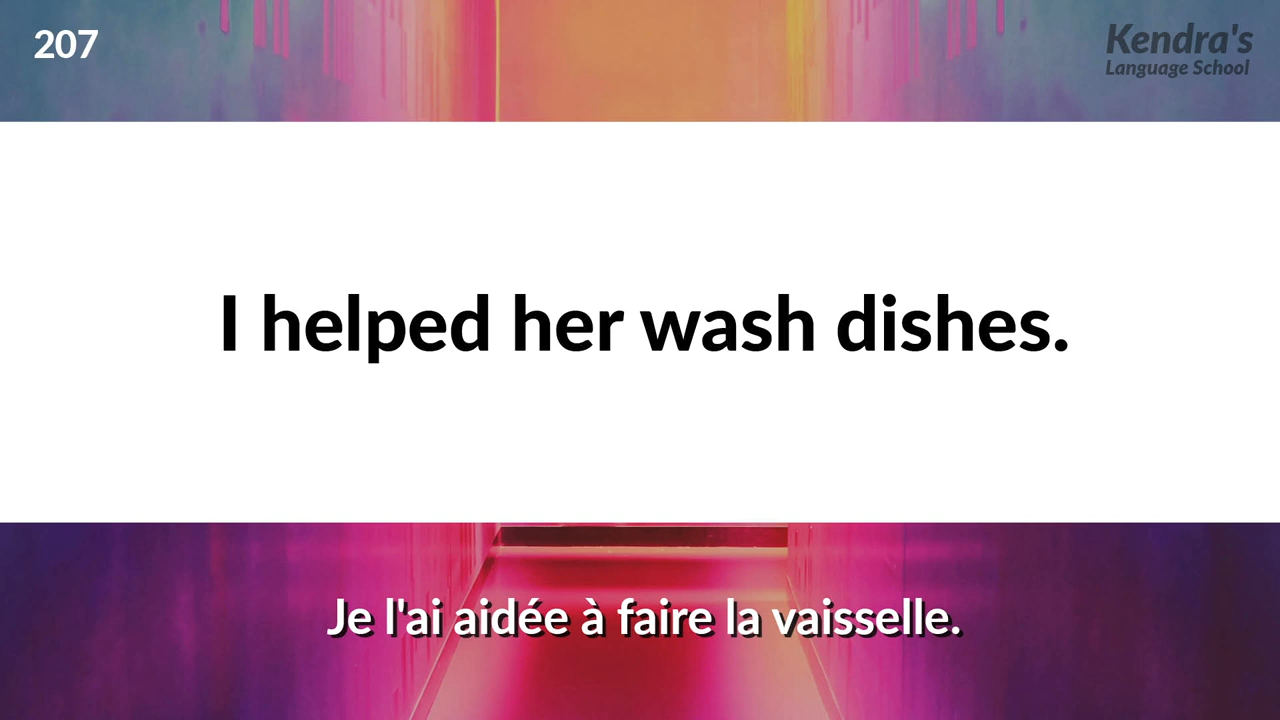 207
Kendra's
Language School
I helped her wash dishes.
Je l'ai aidée à faire la vaisselle.